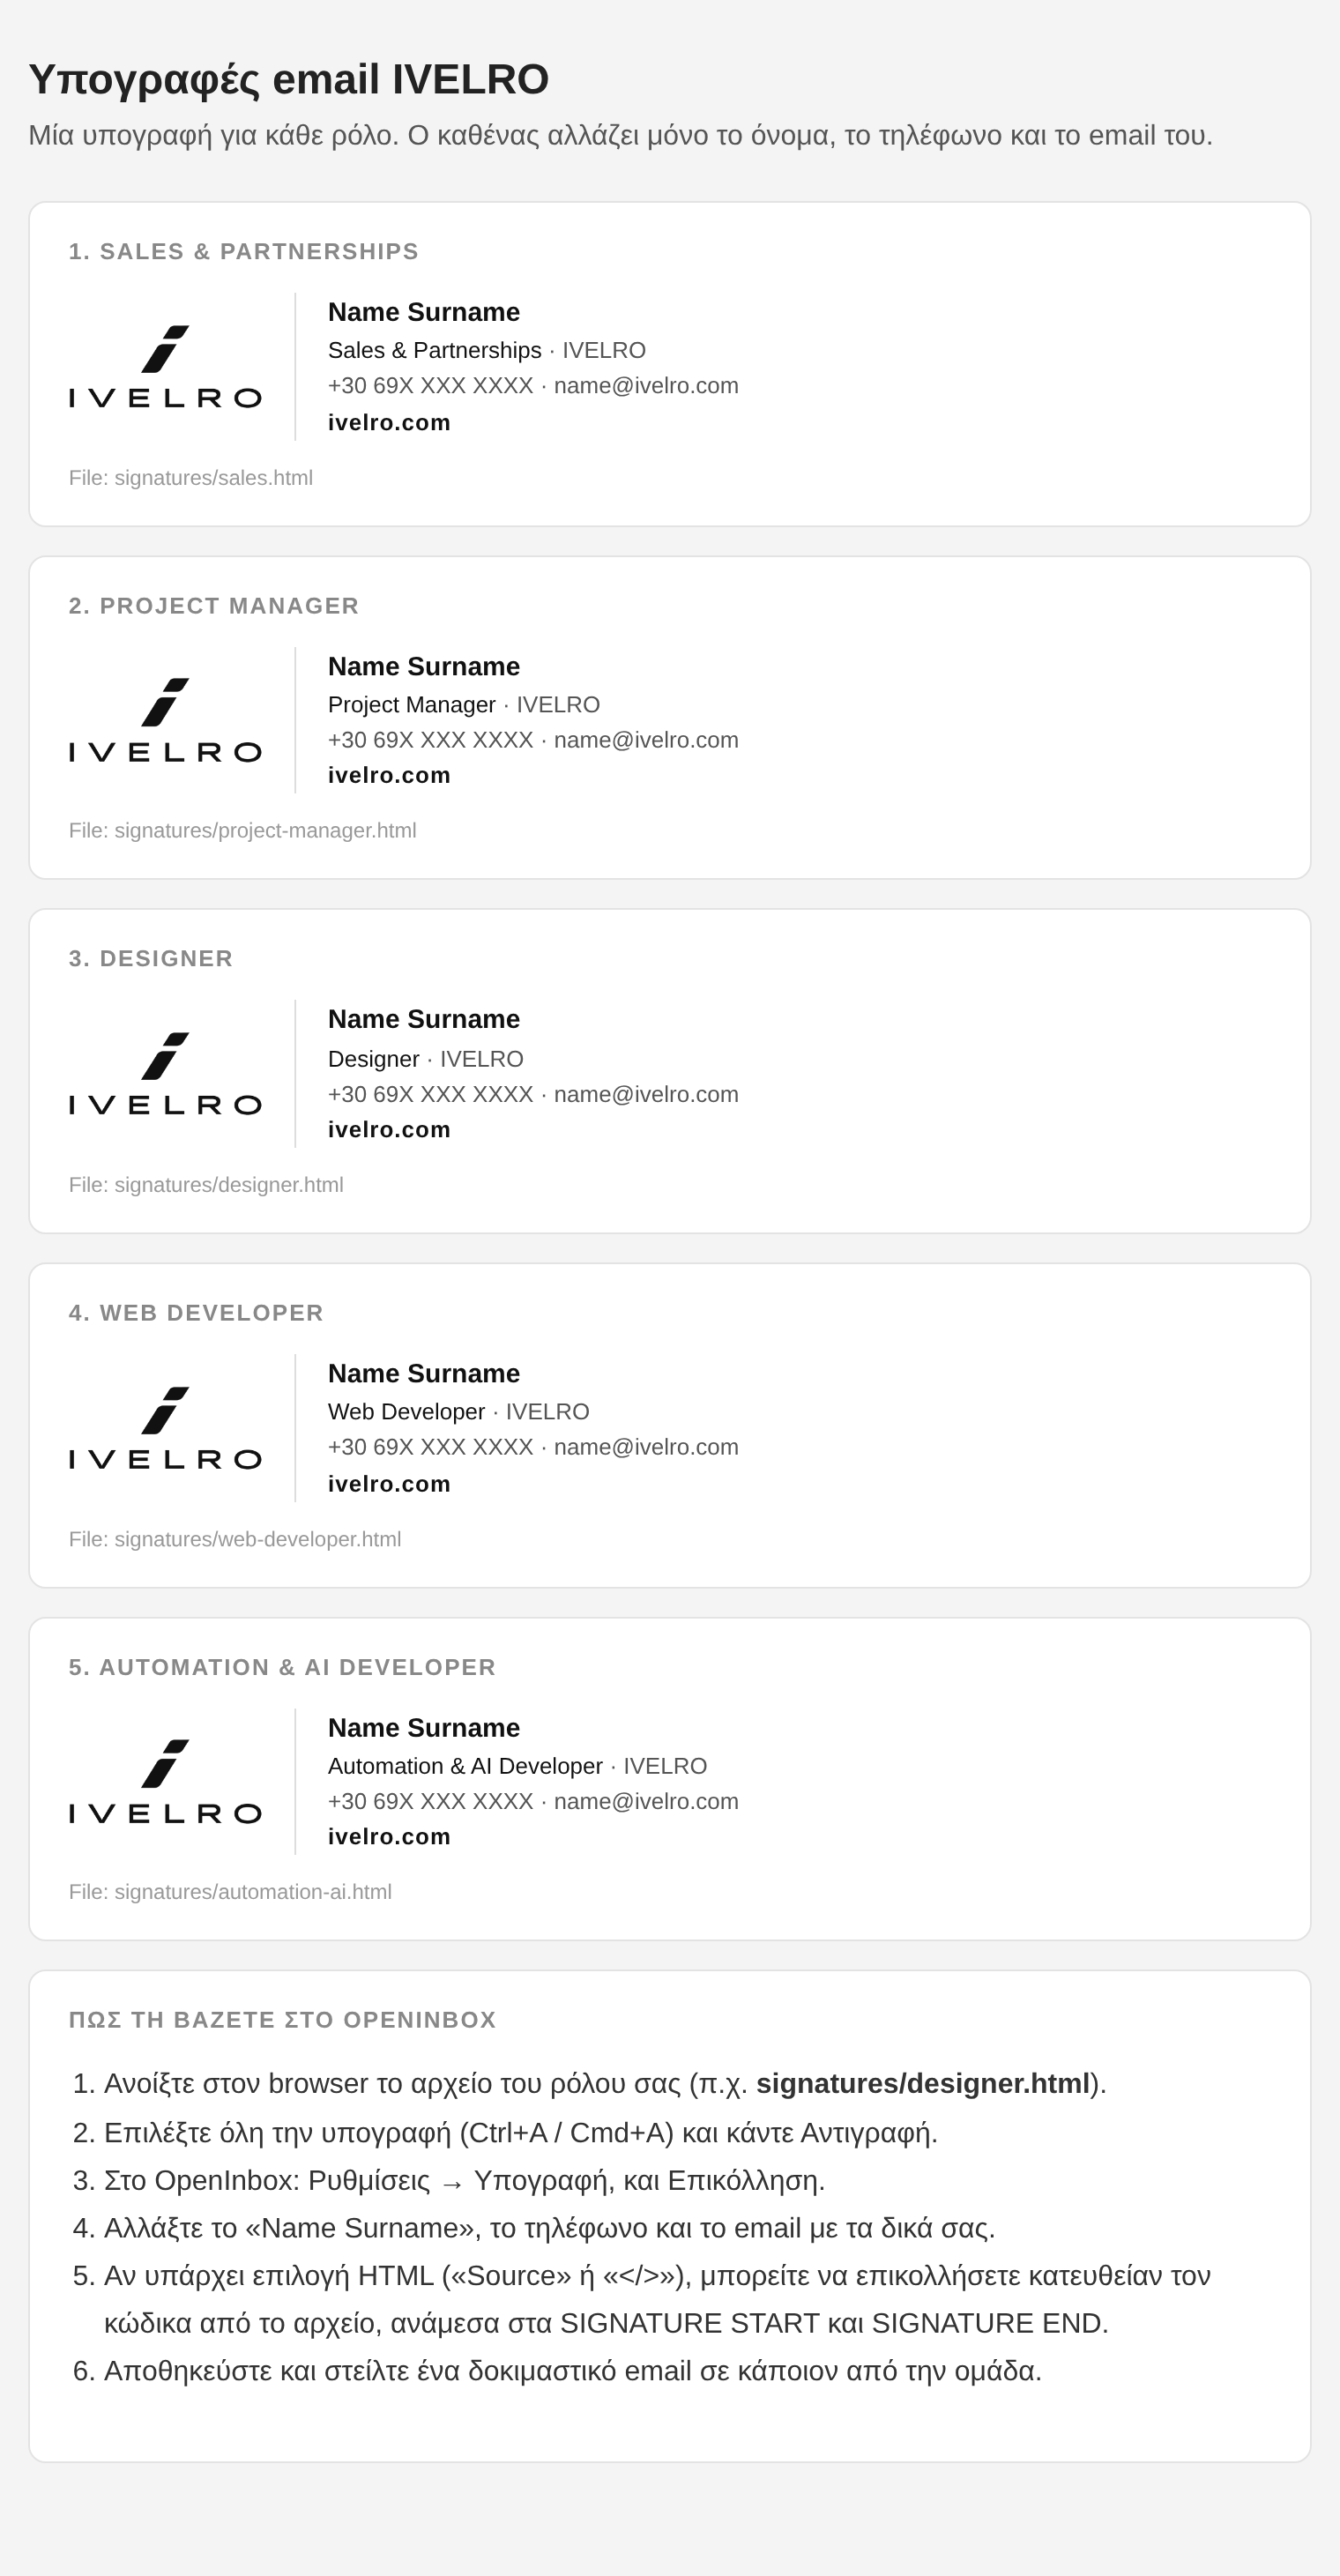 Υπογραφές email IVELRO
Μία υπογραφή για κάθε ρόλο. Ο καθένας αλλάζει μόνο το όνομα, το τηλέφωνο και το email του.
1. SALES & PARTNERSHIPS
IVELRO
Name Surname
Sales & Partnerships · IVELRO
+30 69X XXX XXXX · name@ivelro.com
ivelro.com
File: signatures/sales.html
2. PROJECT MANAGER
IVELRO
Name Surname
Project Manager · IVELRO
+30 69X XXX XXXX · name@ivelro.com
ivelro.com
File: signatures/project-manager.html
3. DESIGNER
IVELRO
Name Surname
Designer · IVELRO
+30 69X XXX XXXX · name@ivelro.com
ivelro.com
File: signatures/designer.html
4. WEB DEVELOPER
IVELRO
Name Surname
Web Developer · IVELRO
+30 69X XXX XXXX · name@ivelro.com
ivelro.com
File: signatures/web-developer.html
5. AUTOMATION & AI DEVELOPER
IVELRO
Name Surname
Automation & AI Developer · IVELRO
+30 69X XXX XXXX · name@ivelro.com
ivelro.com
File: signatures/automation-ai.html
ΠΩΣ ΤΗ ΒΑΖΕΤΕ ΣΤΟ OPENINBOX
1. Ανοίξτε στον browser το αρχείο του ρόλου σας (π.χ. signatures/designer.html).
2. Επιλέξτε όλη την υπογραφή (Ctrl+A / Cmd+A) και κάντε Αντιγραφή.
3. Στο OpenInbox: Ρυθμίσεις → Υπογραφή, και Επικόλληση.
4. Αλλάξτε το «Name Surname», το τηλέφωνο και το email με τα δικά σας.
5. Αν υπάρχει επιλογή HTML («Source» ή «</>»), μπορείτε να επικολλήσετε κατευθείαν τον
κώδικα από το αρχείο, ανάμεσα στα SIGNATURE START και SIGNATURE END.
6. Αποθηκεύστε και στείλτε ένα δοκιμαστικό email σε κάποιον από την ομάδα.